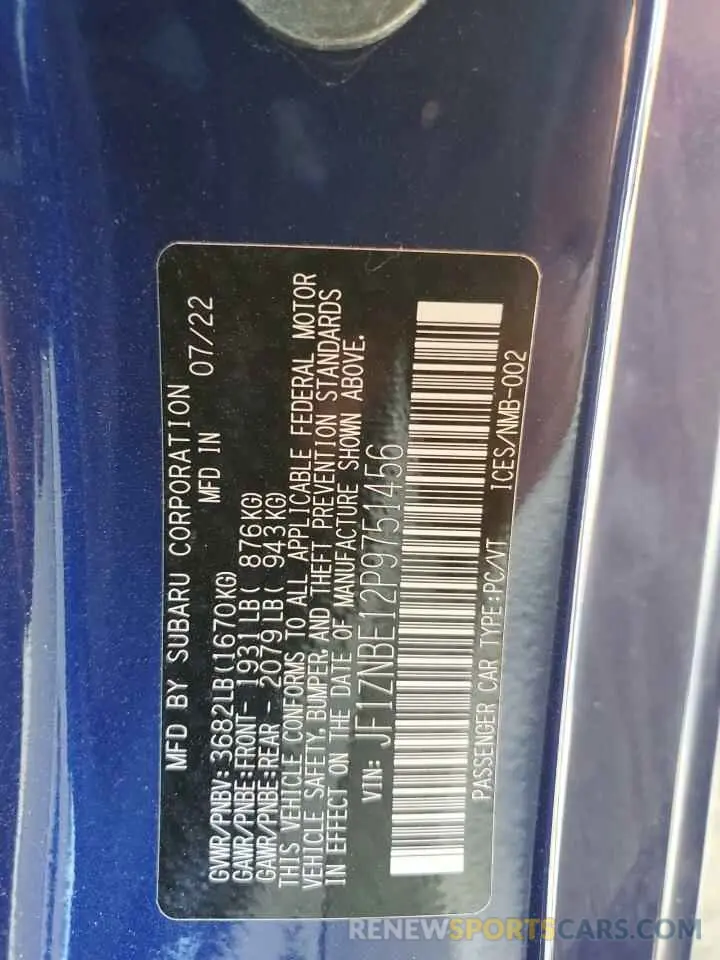 MFD BY SUBARU CORPORATION
MFD IN 07/22
GVWR/PNBV: 3682LB(1670KG)
GAWR/PNBE:FRONT- 1931LB( 876KG)
GAWR/PNBE:REAR - 2079LB( 943KG)
THIS VEHICLE CONFORMS TO ALL APPLICABLE FEDERAL MOTOR
VEHICLE SAFETY, BUMPER, AND THEFT PREVENTION STANDARDS
IN EFFECT ON THE DATE OF MANUFACTURE SHOWN ABOVE.
VIN: JF1ZNBE12P9751456
PASSENGER CAR TYPE:PC/VT ICES/NMB-002
RENEWSPORTSCARS.COM